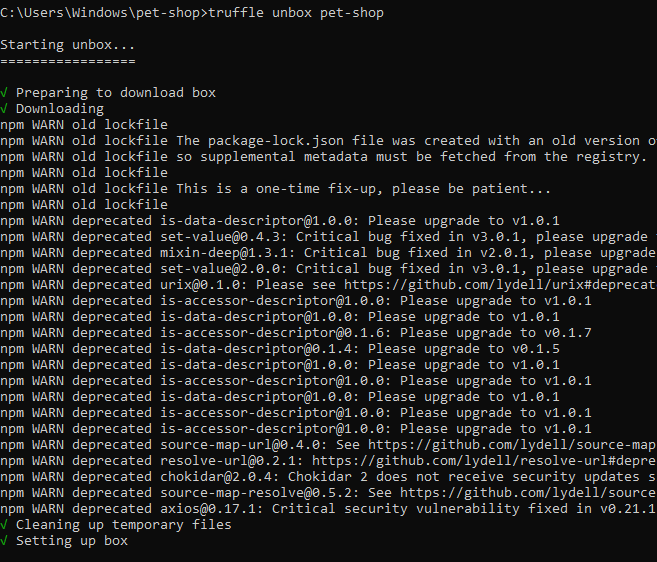 C:\Users\Windows\pet-shop>truffle unbox pet-shop
Starting unbox...
=================
√ Preparing to download box
√ Downloading
npm WARN old lockfile
npm WARN old lockfile The package-lock.json file was created with an old version o
npm WARN old lockfile so supplemental metadata must be fetched from the registry.
npm WARN old lockfile
npm WARN old lockfile This is a one-time fix-up, please be patient...
npm WARN old lockfile
npm WARN deprecated is-data-descriptor@1.0.0: Please upgrade to v1.0.1
npm WARN deprecated set-value@0.4.3: Critical bug fixed in v3.0.1, please upgrade
npm WARN deprecated mixin-deep@1.3.1: Critical bug fixed in v2.0.1, please upgrade
npm WARN deprecated set-value@2.0.0: Critical bug fixed in v3.0.1, please upgrade
npm WARN deprecated urix@0.1.0: Please see https://github.com/lydell/urix#deprecat
npm WARN deprecated is-accessor-descriptor@1.0.0: Please upgrade to v1.0.1
npm WARN deprecated is-data-descriptor@1.0.0: Please upgrade to v1.0.1
npm WARN deprecated is-accessor-descriptor@0.1.6: Please upgrade to v0.1.7
npm WARN deprecated is-data-descriptor@0.1.4: Please upgrade to v0.1.5
npm WARN deprecated is-data-descriptor@1.0.0: Please upgrade to v1.0.1
npm WARN deprecated is-accessor-descriptor@1.0.0: Please upgrade to v1.0.1
npm WARN deprecated is-data-descriptor@1.0.0: Please upgrade to v1.0.1
npm WARN deprecated is-accessor-descriptor@1.0.0: Please upgrade to v1.0.1
npm WARN deprecated is-accessor-descriptor@1.0.0: Please upgrade to v1.0.1
npm WARN deprecated source-map-url@0.4.0: See https://github.com/lydell/source-map
npm WARN deprecated resolve-url@0.2.1: https://github.com/lydell/resolve-url#depre
npm WARN deprecated chokidar@2.0.4: Chokidar 2 does not receive security updates s
npm WARN deprecated source-map-resolve@0.5.2: See https://github.com/lydell/source
npm WARN deprecated axios@0.17.1: Critical security vulnerability fixed in v0.21.1
√ Cleaning up temporary files
√ Setting up box